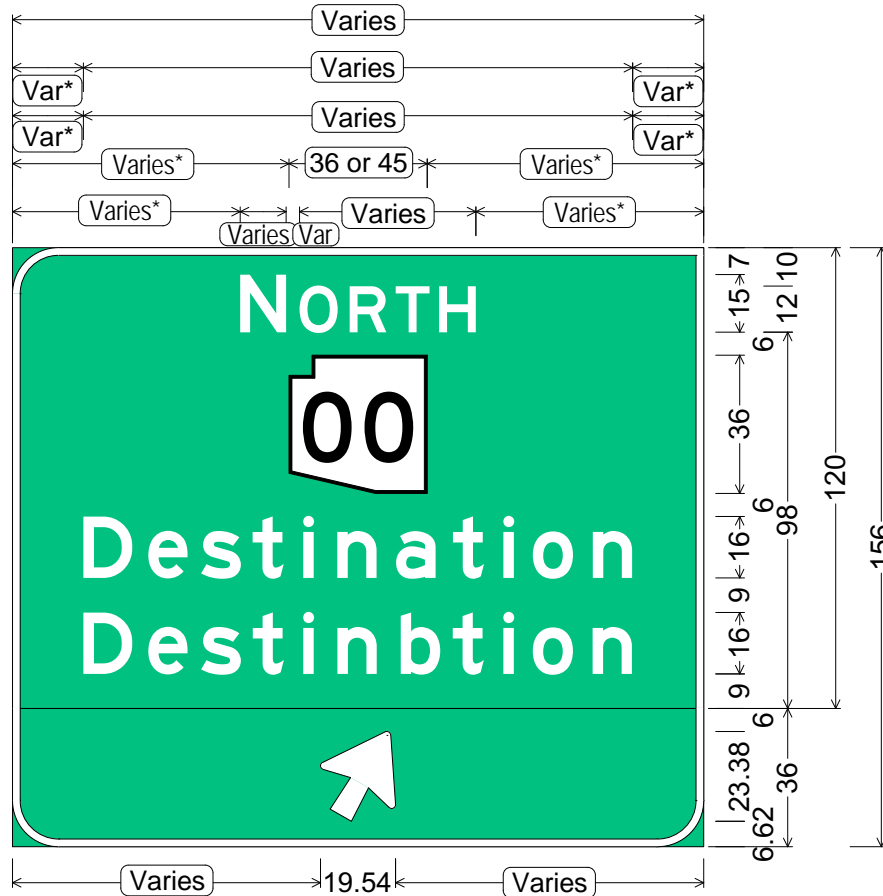 Varies
Varies
Var* Var*
Varies
Var* Var*
Varies* 36 or 45 Varies*
Varies* Varies Varies*
Varies Var
7 10
NORTH
15 12
6
36
00
120
6
98
156
Destination
16
9
Destinbtion
16
9
6
23.38
36
6.62
Varies 19.54 Varies